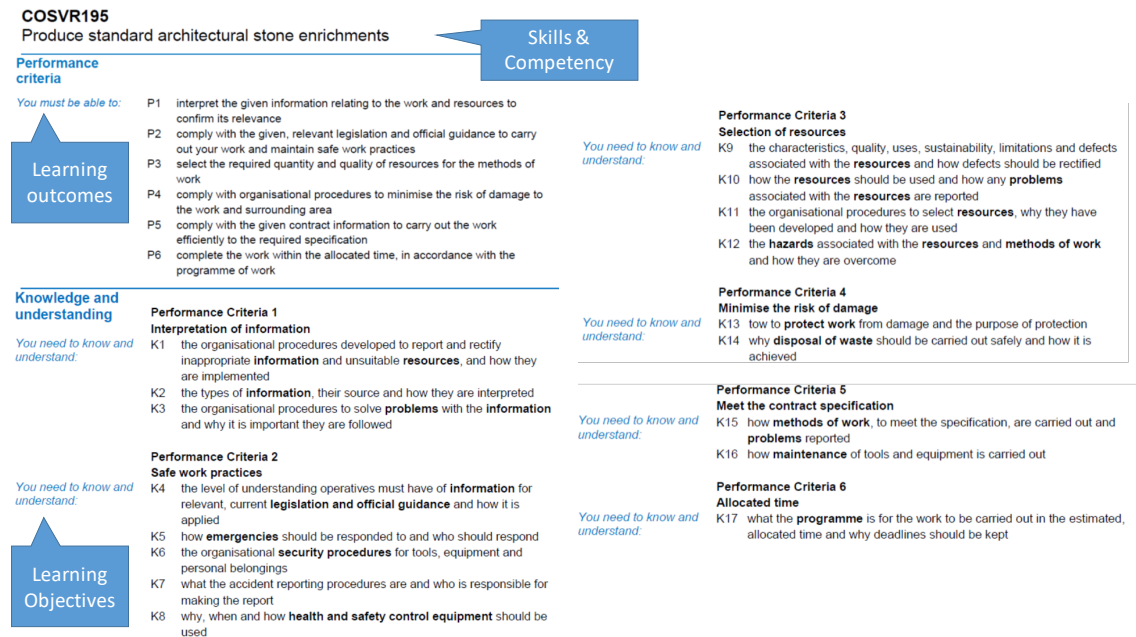 COSVR195
Produce standard architectural stone enrichments
Skills &
Competency
Performance
criteria
You must be able to:
Learning
outcomes
P1 interpret the given information relating to the work and resources to
confirm its relevance
P2 comply with the given, relevant legislation and official guidance to carry
out your work and maintain safe work practices
P3 select the required quantity and quality of resources for the methods of
work
P4 comply with organisational procedures to minimise the risk of damage to
the work and surrounding area
P5 comply with the given contract information to carry out the work
efficiently to the required specification
P6 complete the work within the allocated time, in accordance with the
programme of work
Knowledge and
understanding
Performance Criteria 1
Interpretation of information
You need to know and
understand:
K1 the organisational procedures developed to report and rectify
inappropriate information and unsuitable resources, and how they
are implemented
K2 the types of information, their source and how they are interpreted
K3 the organisational procedures to solve problems with the information
and why it is important they are followed
Performance Criteria 2
Safe work practices
You need to know and
understand:
Learning
Objectives
K4 the level of understanding operatives must have of information for
relevant, current legislation and official guidance and how it is
applied
K5 how emergencies should be responded to and who should respond
K6 the organisational security procedures for tools, equipment and
personal belongings
K7 what the accident reporting procedures are and who is responsible for
making the report
K8 why, when and how health and safety control equipment should be
used
Performance Criteria 3
Selection of resources
You need to know and
understand:
K9 the characteristics, quality, uses, sustainability, limitations and defects
associated with the resources and how defects should be rectified
K10 how the resources should be used and how any problems
associated with the resources are reported
K11 the organisational procedures to select resources, why they have
been developed and how they are used
K12 the hazards associated with the resources and methods of work
and how they are overcome
Performance Criteria 4
Minimise the risk of damage
You need to know and
understand:
K13 tow to protect work from damage and the purpose of protection
K14 why disposal of waste should be carried out safely and how it is
achieved
Performance Criteria 5
Meet the contract specification
You need to know and
understand:
K15 how methods of work, to meet the specification, are carried out and
problems reported
K16 how maintenance of tools and equipment is carried out
Performance Criteria 6
Allocated time
You need to know and
understand:
K17 what the programme is for the work to be carried out in the estimated,
allocated time and why deadlines should be kept